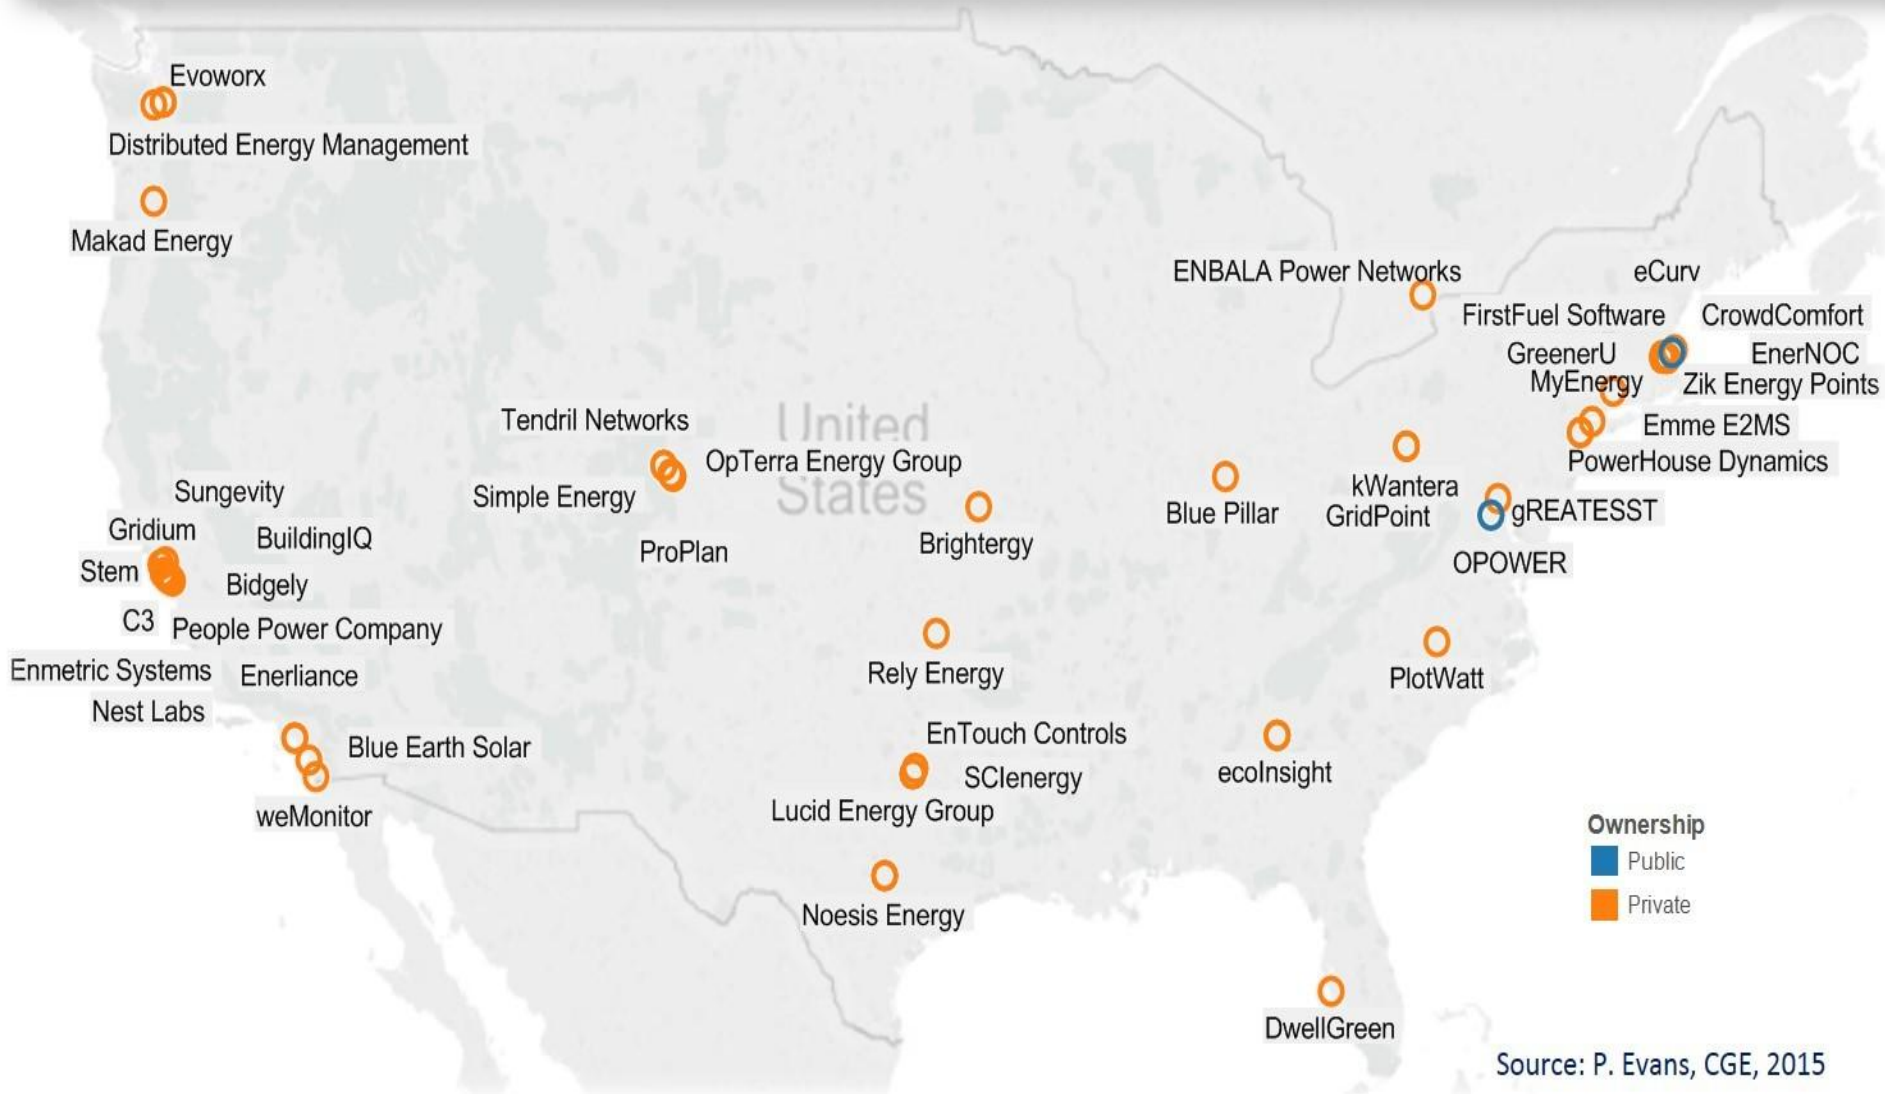 Evoworx
Distributed Energy Management
Makad Energy
ENBALA Power Networks
eCurv
FirstFuel Software
CrowdComfort
GreenerU
EnerNOC
MyEnergy
Zik Energy Points
Emme E2MS
PowerHouse Dynamics
United
States
Tendril Networks
OpTerra Energy Group
Simple Energy
ProPlan
Brightergy
Blue Pillar
kWantera
GridPoint
gREATESST
OPOWER
Sungevity
Gridium
BuildingIQ
Stem
Bidgely
C3
People Power Company
Enmetric Systems
Enerliance
Nest Labs
Blue Earth Solar
weMonitor
Rely Energy
PlotWatt
EnTouch Controls
SCIenergy
Lucid Energy Group
ecoInsight
Noesis Energy
DwellGreen
Ownership
Public
Private
Source: P. Evans, CGE, 2015